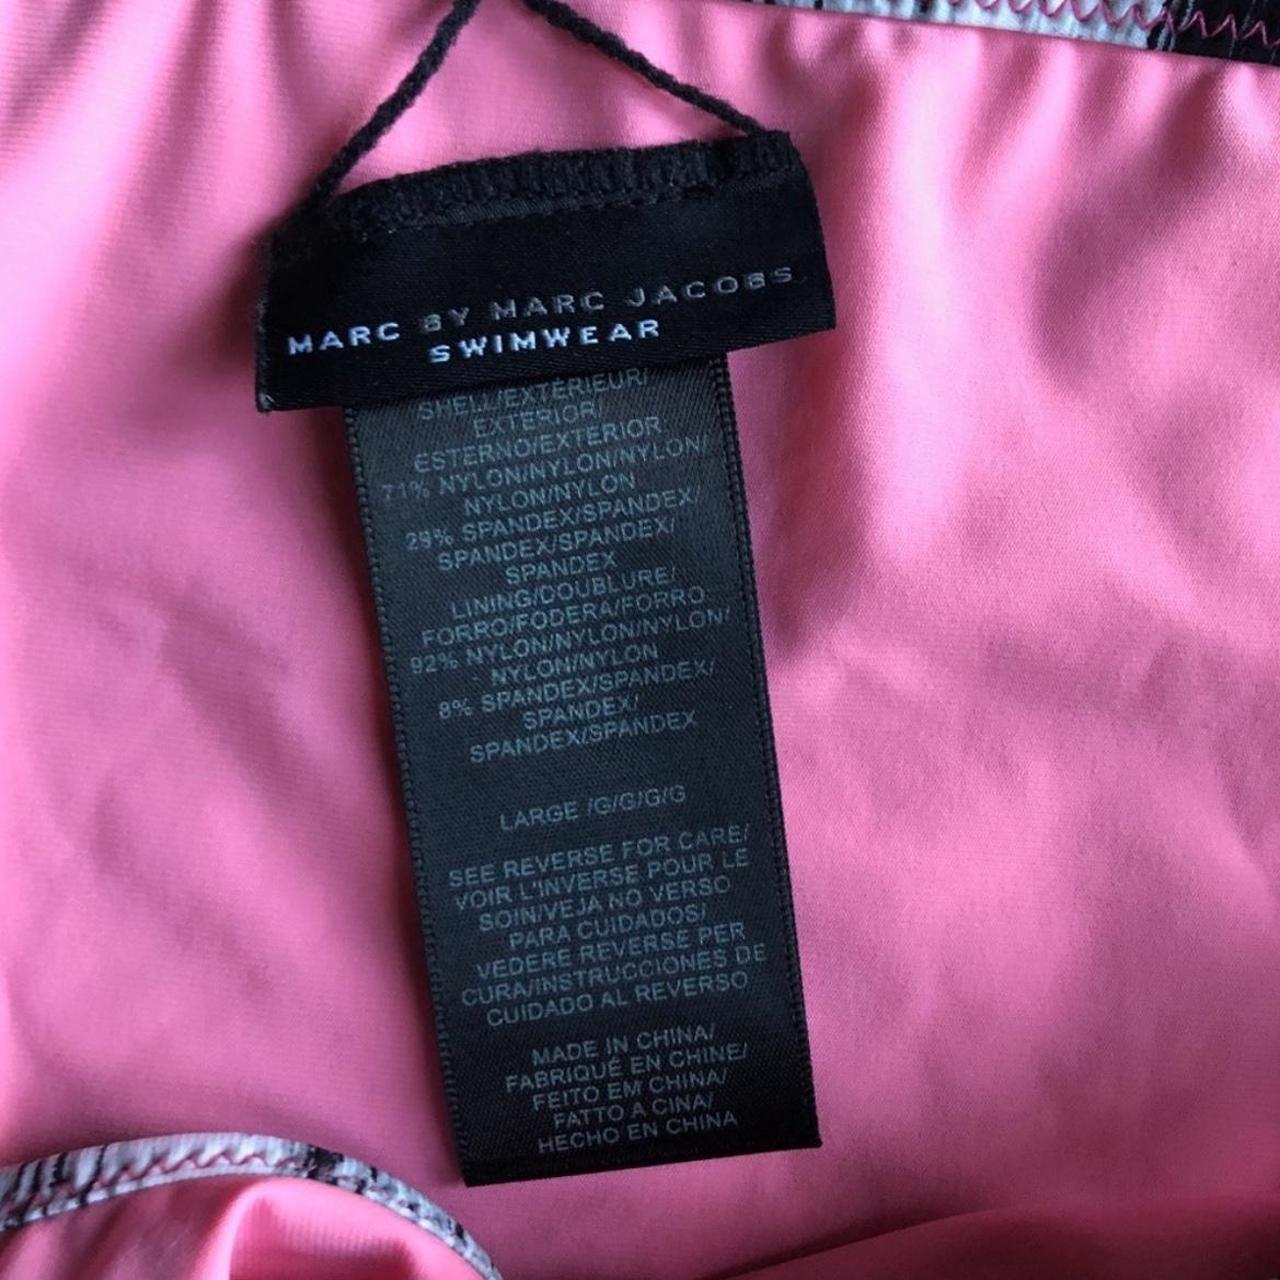 MARC BY MARC JACOBS
SWIMWEAR
SHELL/EXTÉRIEUR/
EXTERIOR/
ESTERNO/EXTERIOR
71% NYLON/NYLON/NYLON/
NYLON/NYLON
29% SPANDEX/SPANDEX/
SPANDEX/SPANDEX/
SPANDEX
LINING/DOUBLURE/
FORRO/FODERA/FORRO
92% NYLON/NYLON/NYLON/
NYLON/NYLON
8% SPANDEX/SPANDEX/
SPANDEX/
SPANDEX/SPANDEX
LARGE /G/G/G/G
SEE REVERSE FOR CARE/
VOIR L'INVERSE POUR LE
SOIN/VEJA NO VERSO
PARA CUIDADOS/
VEDERE REVERSE PER
CURA/INSTRUCCIONES DE
CUIDADO AL REVERSO
MADE IN CHINA/
FABRIQUÉ EN CHINE/
FEITO EM CHINA/
FATTO A CINA/
HECHO EN CHINA